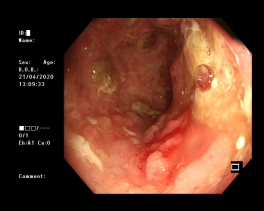 ID:
Name:
Sex: Age:
D.O.B.:
21/04/2020
13:09:33
■□□/---
0/1
Eh:A1 Ce:0
Comment: